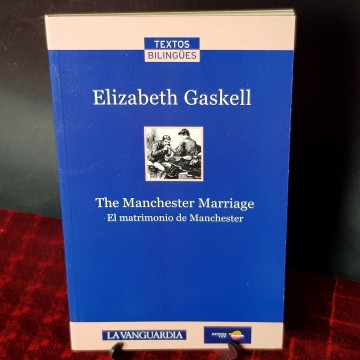 TEXTOS
BILINGÜES
Elizabeth Gaskell
The Manchester Marriage
El matrimonio de Manchester
LA VANGUARDIA